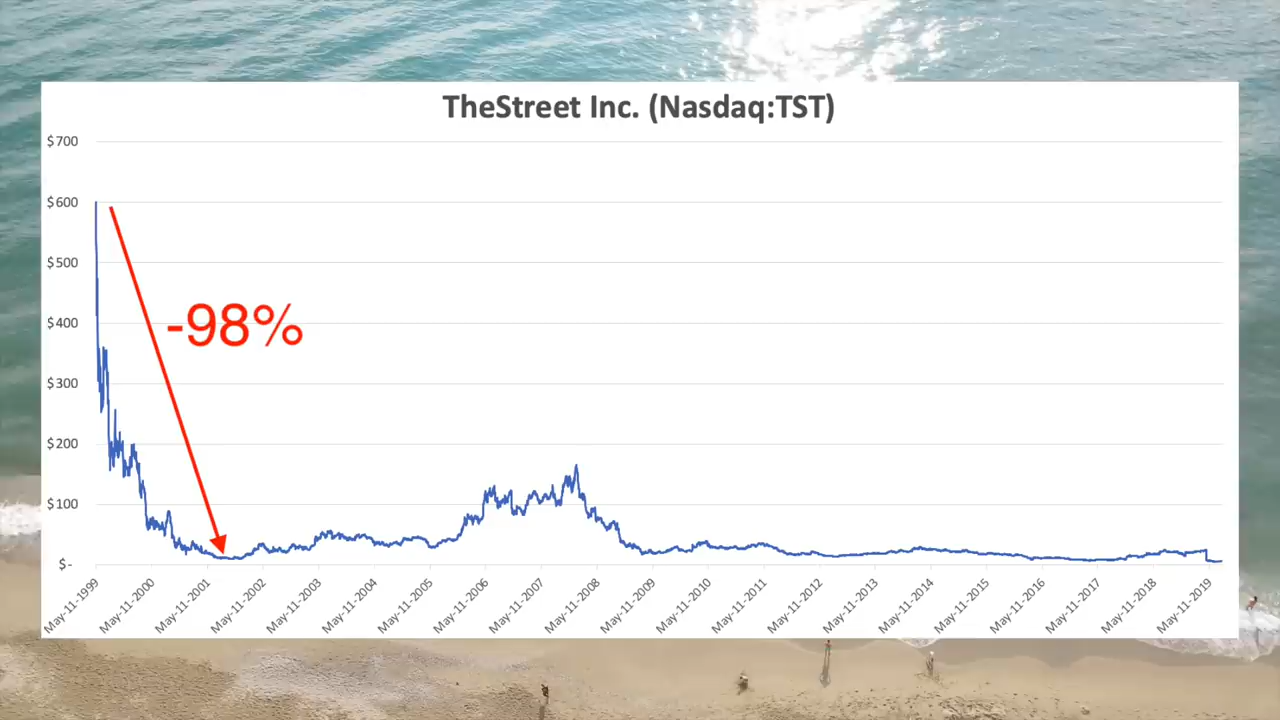 TheStreet Inc. (Nasdaq:TST)
$700
$600
$500
$400
$300
$200
$100
$-
-98%
May-11-1999
May-11-2000
May-11-2001
May-11-2002
May-11-2003
May-11-2004
May-11-2005
May-11-2006
May-11-2007
May-11-2008
May-11-2009
May-11-2010
May-11-2011
May-11-2012
May-11-2013
May-11-2014
May-11-2015
May-11-2016
May-11-2017
May-11-2018
May-11-2019